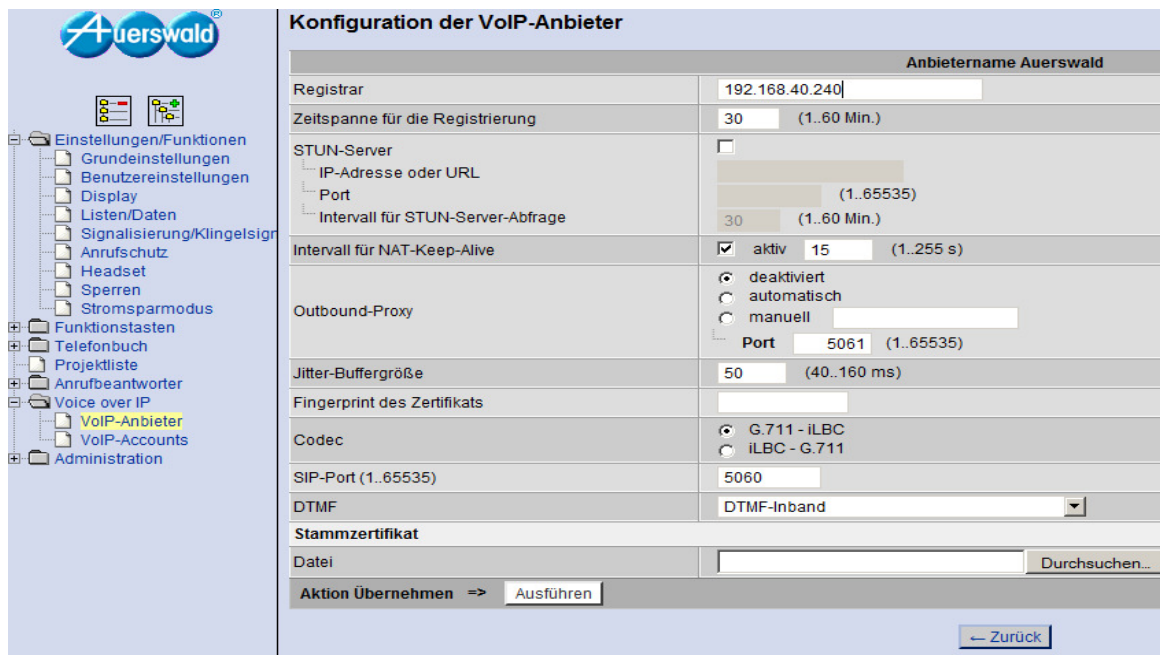 Auerswald ®
Einstellungen/Funktionen
Grundeinstellungen
Benutzereinstellungen
Display
Listen/Daten
Signalisierung/Klingelsign
Anrufschutz
Headset
Sperren
Stromsparmodus
Funktionstasten
Telefonbuch
Projektliste
Anrufbeantworter
Voice over IP
VoIP-Anbieter
VoIP-Accounts
Administration
Konfiguration der VoIP-Anbieter
Anbietername Auerswald
Registrar 192.168.40.240
Zeitspanne für die Registrierung 30 (1..60 Min.)
STUN-Server
IP-Adresse oder URL
Port (1..65535)
Intervall für STUN-Server-Abfrage 30 (1..60 Min.)
Intervall für NAT-Keep-Alive aktiv 15 (1..255 s)
Outbound-Proxy
deaktiviert
automatisch
manuell
Port 5061 (1..65535)
Jitter-Buffergröße 50 (40..160 ms)
Fingerprint des Zertifikats
Codec
G.711 - iLBC
iLBC - G.711
SIP-Port (1..65535) 5060
DTMF DTMF-Inband
Stammzertifikat
Datei Durchsuchen...
Aktion Übernehmen => Ausführen
← Zurück